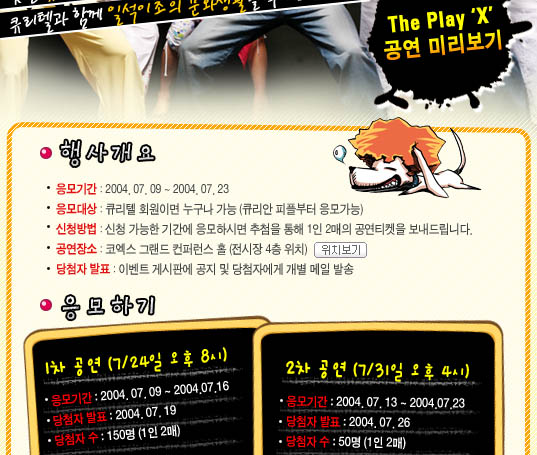 큐리텔과 함께 일석이조의 문화생활
The Play ‘X’
공연 미리보기
행사개요
• 응모기간 : 2004. 07. 09 ~ 2004. 07. 23
• 응모대상 : 큐리텔 회원이면 누구나 가능 (큐리안 피플부터 응모가능)
• 신청방법 : 신청 가능한 기간에 응모하시면 추첨을 통해 1인 2매의 공연티켓을 보내드립니다.
• 공연장소 : 코엑스 그랜드 컨퍼런스 홀 (전시장 4층 위치) 위치보기
• 당첨자 발표 : 이벤트 게시판에 공지 및 당첨자에게 개별 메일 발송
응모하기
1차 공연 (7/24일 오후 8시)
• 응모기간 : 2004. 07. 09 ~ 2004.07.16
• 당첨자 발표 : 2004. 07. 19
• 당첨자 수 : 150명 (1인 2매)
2차 공연 (7/31일 오후 4시)
• 응모기간 : 2004. 07. 13 ~ 2004.07.23
• 당첨자 발표 : 2004. 07. 26
• 당첨자 수 : 50명 (1인 2매)